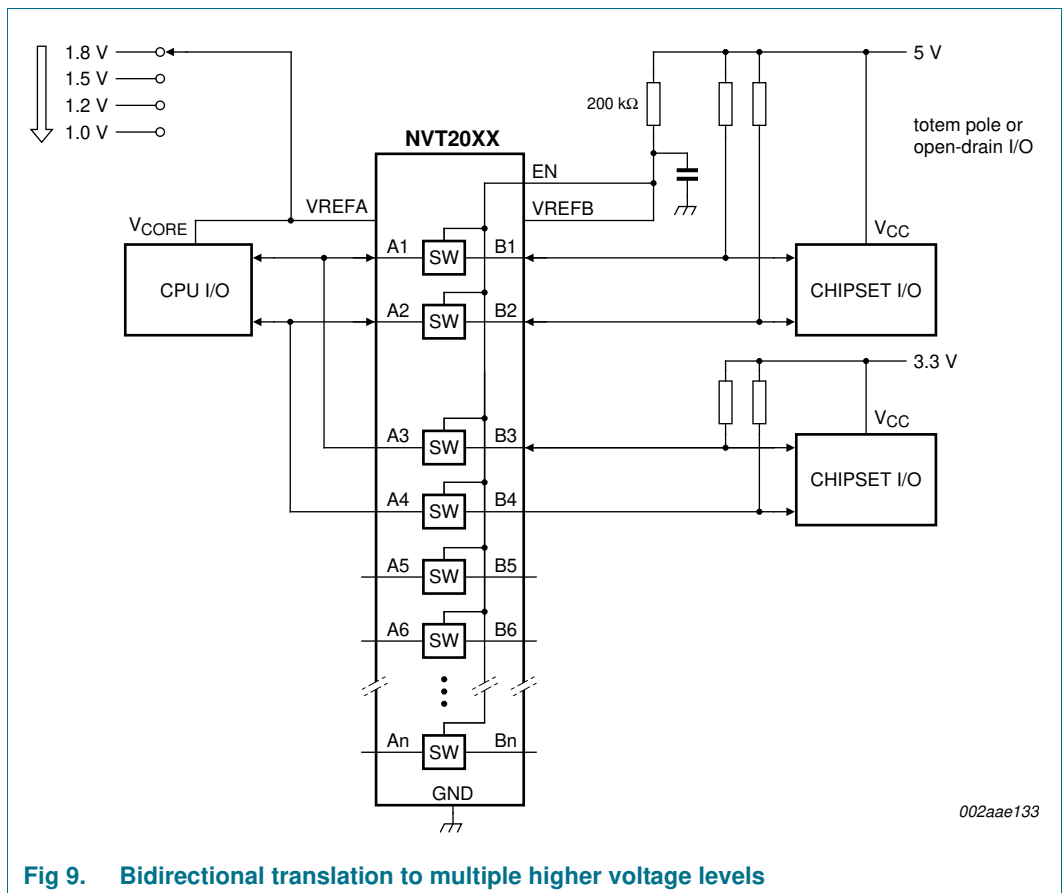 1.8 V
1.5 V
1.2 V
1.0 V
5 V
200 kΩ
totem pole or
open-drain I/O
NVT20XX
EN
VREFA
VREFB
VCORE
VCC
A1 SW B1
CPU I/O
CHIPSET I/O
A2 SW B2
3.3 V
VCC
A3 SW B3
CHIPSET I/O
A4 SW B4
A5 SW B5
A6 SW B6
An SW Bn
GND
002aae133
Fig 9. Bidirectional translation to multiple higher voltage levels